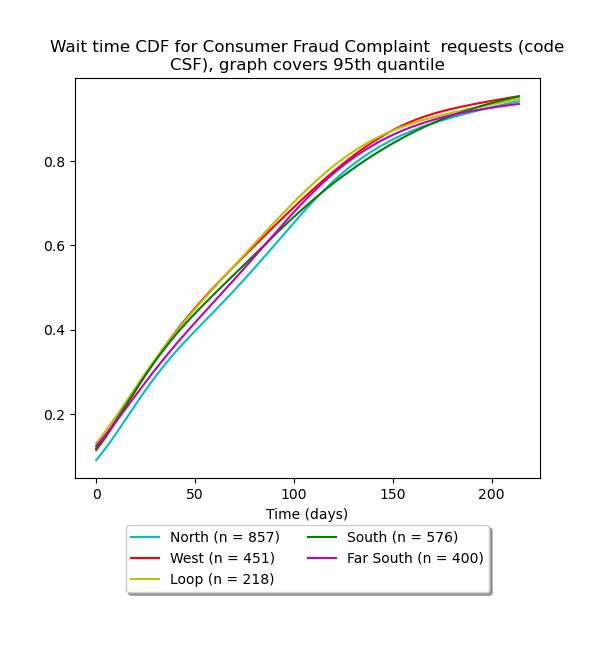 Wait time CDF for Consumer Fraud Complaint  requests (code
CSF), graph covers 95th quantile
0.8
0.6
0.4
0.2
0 50 100 150 200
Time (days)
North (n = 857) South (n = 576)
West (n = 451) Far South (n = 400)
Loop (n = 218)